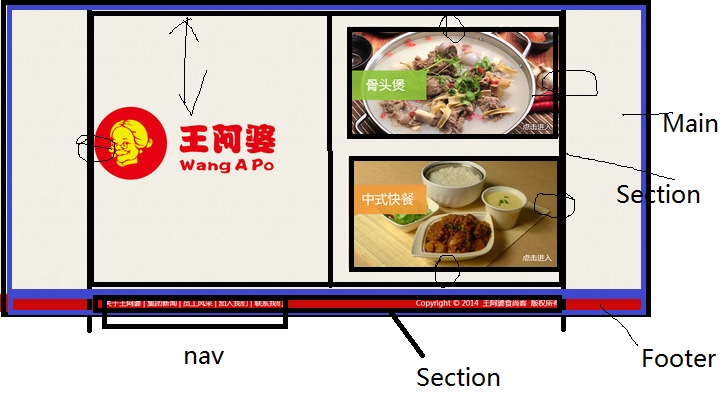 骨头煲
点击进入
王阿婆
Wang A Po
Main
中式快餐
Section
点击进入
关于王阿婆 | 集团新闻 | 员工风采 | 加入我们 | 联系我们
Copyright © 2014 王阿婆食尚客 版权所有
nav
Section
Footer